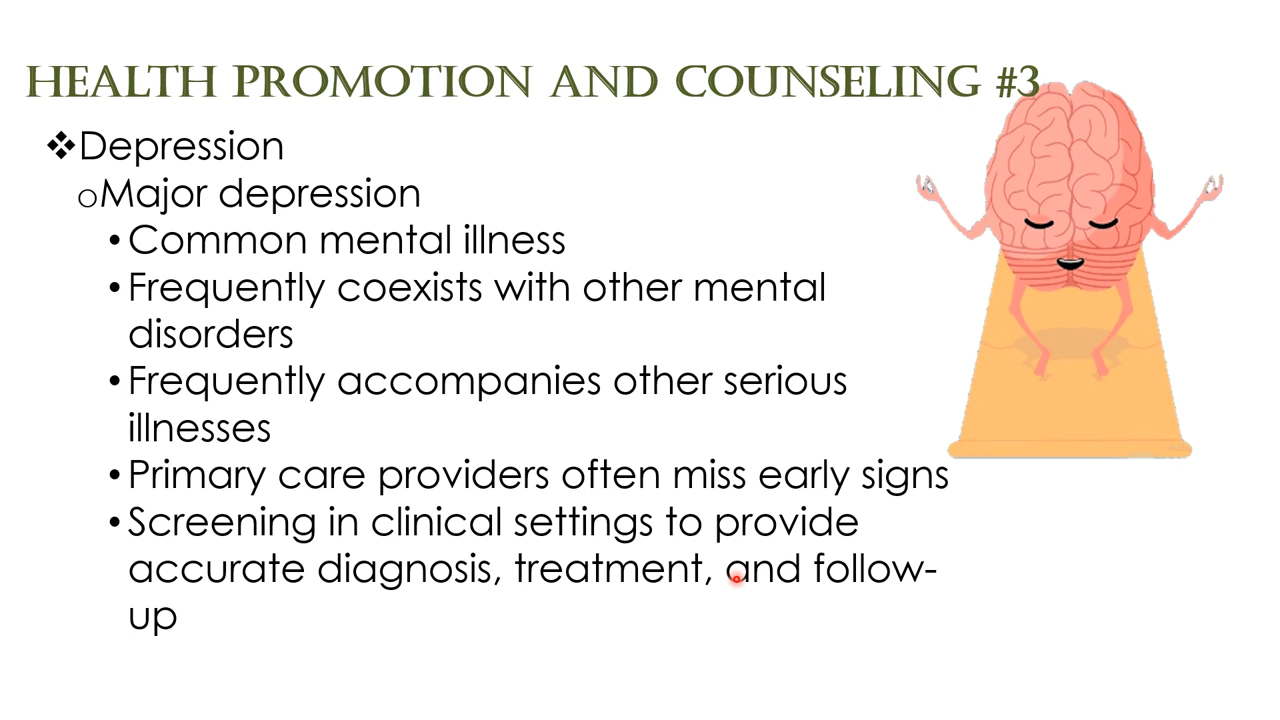 HEALTH PROMOTION AND COUNSELING #3
❖Depression
oMajor depression
•Common mental illness
•Frequently coexists with other mental
disorders
•Frequently accompanies other serious
illnesses
•Primary care providers often miss early signs
•Screening in clinical settings to provide
accurate diagnosis, treatment, and follow-
up